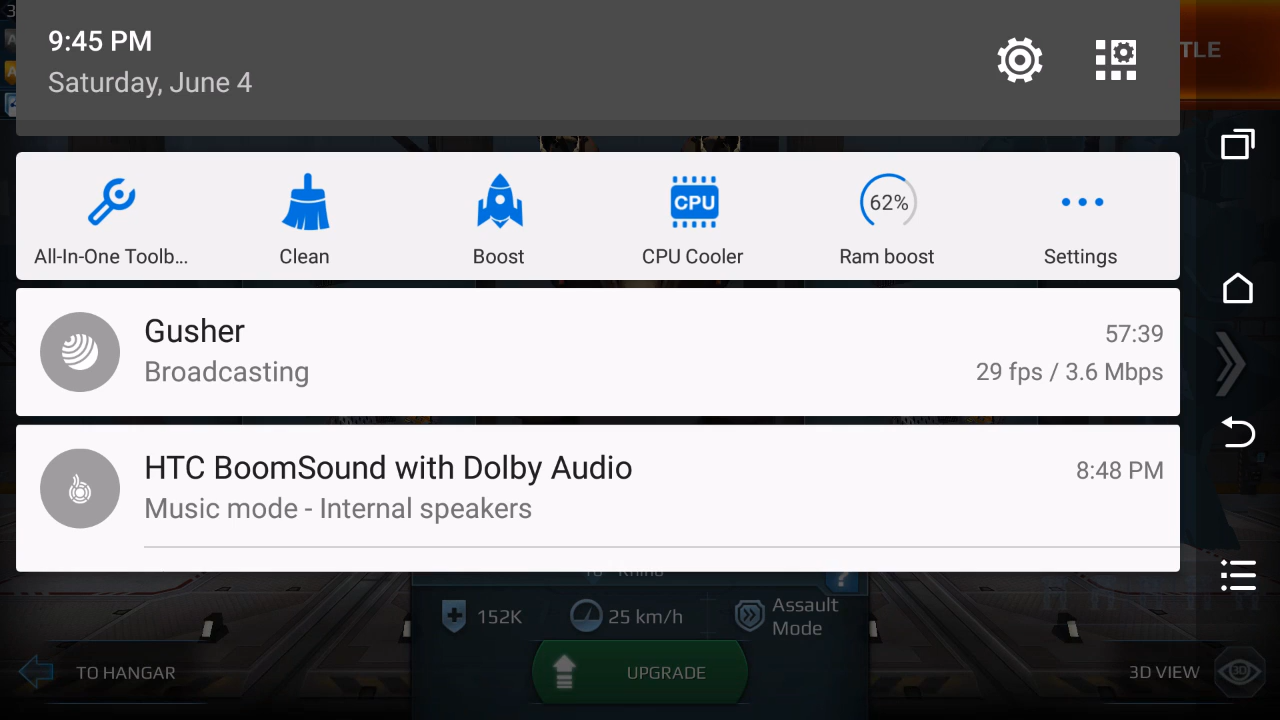 9:45 PM
Saturday, June 4
TLE
All-In-One Toolb...
Clean
Boost
CPU
CPU Cooler
62%
Ram boost
Settings
Gusher
57:39
Broadcasting
29 fps / 3.6 Mbps
HTC BoomSound with Dolby Audio
8:48 PM
Music mode - Internal speakers
?
152K
25 km/h
Assault
Mode
TO HANGAR
UPGRADE
3D VIEW
3D